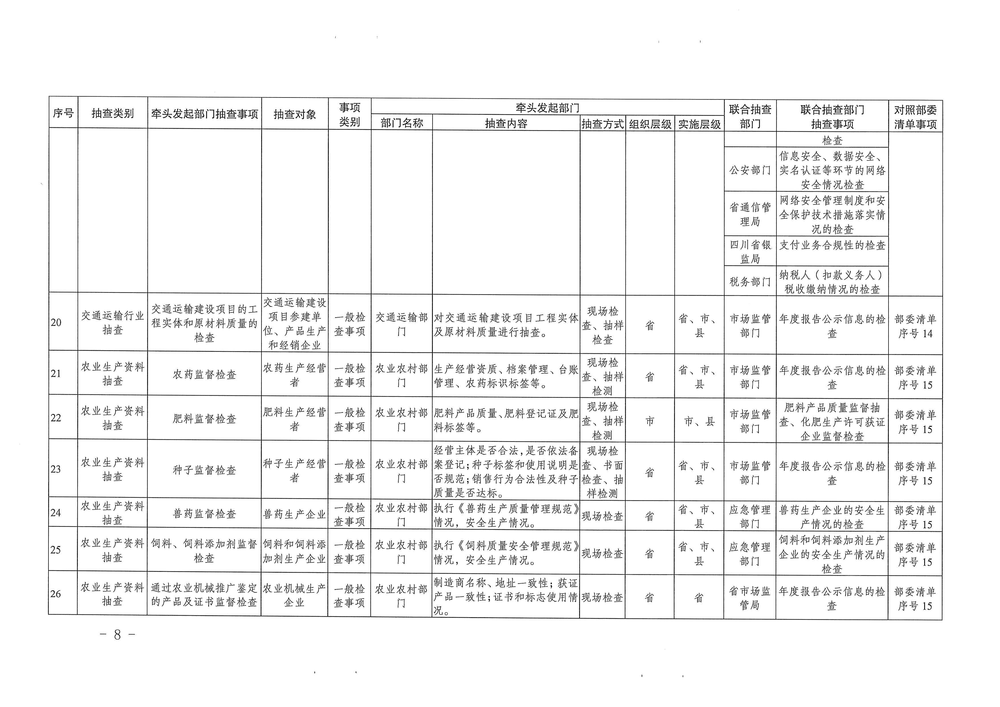 序号
抽查类别
牵头发起部门抽查事项
抽查对象
事项
类别
牵头发起部门
部门名称
抽查内容
抽查方式
组织层级
实施层级
联合抽查
部门
联合抽查部门
抽查事项
对照部委
清单事项
检查
公安部门
信息安全、数据安全、
实名认证等环节的网络
安全情况检查
省通信管
理局
网络安全管理制度和安
全保护技术措施落实情
况的检查
四川省银
监局
支付业务合规性的检查
税务部门
纳税人（扣款义务人）
税收缴纳情况的检查
20
交通运输行业
抽查
交通运输建设项目的工
程实体和原材料质量的
检查
交通运输建设
项目参建单
位、产品生产
和经销企业
一般检
查事项
交通运输部
门
对交通运输建设项目工程实体
及原材料质量进行抽查。
现场检
查、抽样
检查
省
省、市、
县
市场监管
部门
年度报告公示信息的检
查
部委清单
序号 14
21
农业生产资料
抽查
农药监督检查
农药生产经营
者
一般检
查事项
农业农村部
门
生产经营资质、档案管理、台账
管理、农药标识标签等。
现场检
查、抽样
检测
省
省、市、
县
市场监管
部门
年度报告公示信息的检
查
部委清单
序号 15
22
农业生产资料
抽查
肥料监督检查
肥料生产经营
者
一般检
查事项
农业农村部
门
肥料产品质量、肥料登记证及肥
料标签等。
现场检
查、抽样
检测
市
市、县
市场监管
部门
肥料产品质量监督抽
查、化肥生产许可获证
企业监督检查
部委清单
序号 15
23
农业生产资料
抽查
种子监督检查
种子生产经营
者
一般检
查事项
农业农村部
门
经营主体是否合法,是否依法备
案登记;种子标签和使用说明是
否规范;销售行为合法性及种子
质量是否达标。
现场检
查、书面
检查、抽
样检测
省
省、市、
县
市场监管
部门
年度报告公示信息的检
查
部委清单
序号 15
24
农业生产资料
抽查
兽药监督检查
兽药生产企业
一般检
查事项
农业农村部
门
执行《兽药生产质量管理规范》
情况，安全生产情况。
现场检查
省
省、市、
县
应急管理
部门
兽药生产企业的安全生
产情况的检查
部委清单
序号 15
25
农业生产资料
抽查
饲料、饲料添加剂监督
检查
饲料和饲料添
加剂生产企业
一般检
查事项
农业农村部
门
执行《饲料质量安全管理规范》
情况，安全生产情况。
现场检查
省
省、市、
县
应急管理
部门
饲料和饲料添加剂生产
企业的安全生产情况的
检查
部委清单
序号 15
26
农业生产资料
抽查
通过农业机械推广鉴定
的产品及证书监督检查
农业机械生产
企业
一般检
查事项
农业农村部
门
制造商名称、地址一致性；获证
产品一致性;证书和标志使用情
况。
现场检查
省
省
省市场监
管局
年度报告公示信息的检
查
部委清单
序号 15
- 8 -